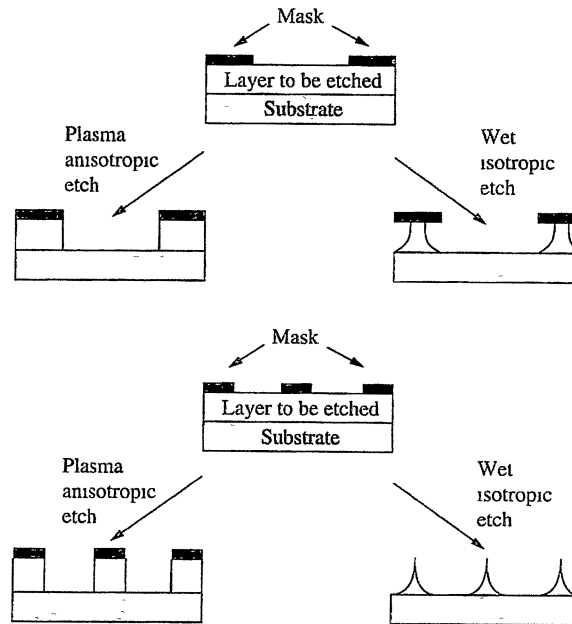 Mask
Layer to be etched
Substrate
Plasma
anisotropic
etch
Wet
isotropic
etch
Mask
Layer to be etched
Substrate
Plasma
anisotropic
etch
Wet
isotropic
etch